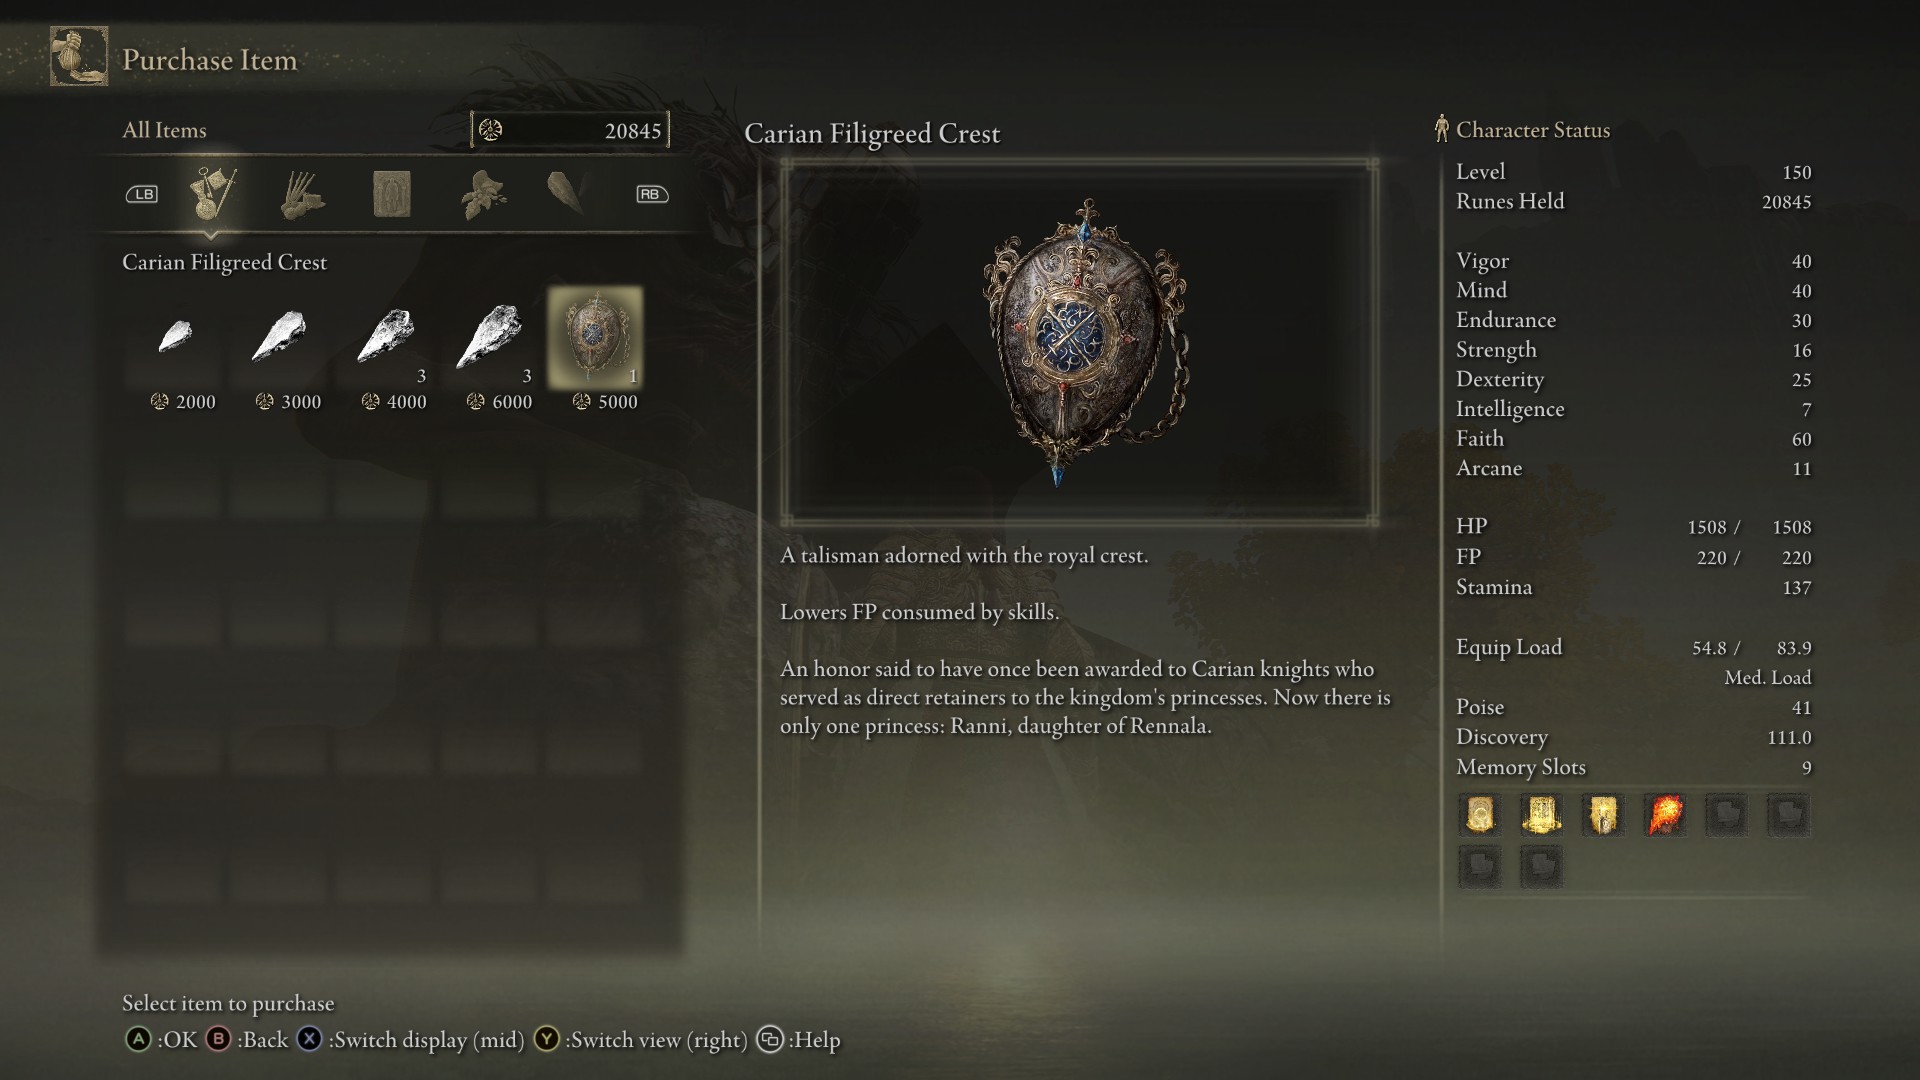 Purchase Item
All Items
20845
LB
RB
Carian Filigreed Crest
3 3 1
2000 3000 4000 6000 5000
Carian Filigreed Crest
A talisman adorned with the royal crest.
Lowers FP consumed by skills.
An honor said to have once been awarded to Carian knights who
served as direct retainers to the kingdom's princesses. Now there is
only one princess: Ranni, daughter of Rennala.
Character Status
Level 150
Runes Held 20845
Vigor 40
Mind 40
Endurance 30
Strength 16
Dexterity 25
Intelligence 7
Faith 60
Arcane 11
HP 1508 / 1508
FP 220 / 220
Stamina 137
Equip Load 54.8 / 83.9
Med. Load
Poise 41
Discovery 111.0
Memory Slots 9
Select item to purchase
A :OK B :Back X :Switch display (mid) Y :Switch view (right) :Help